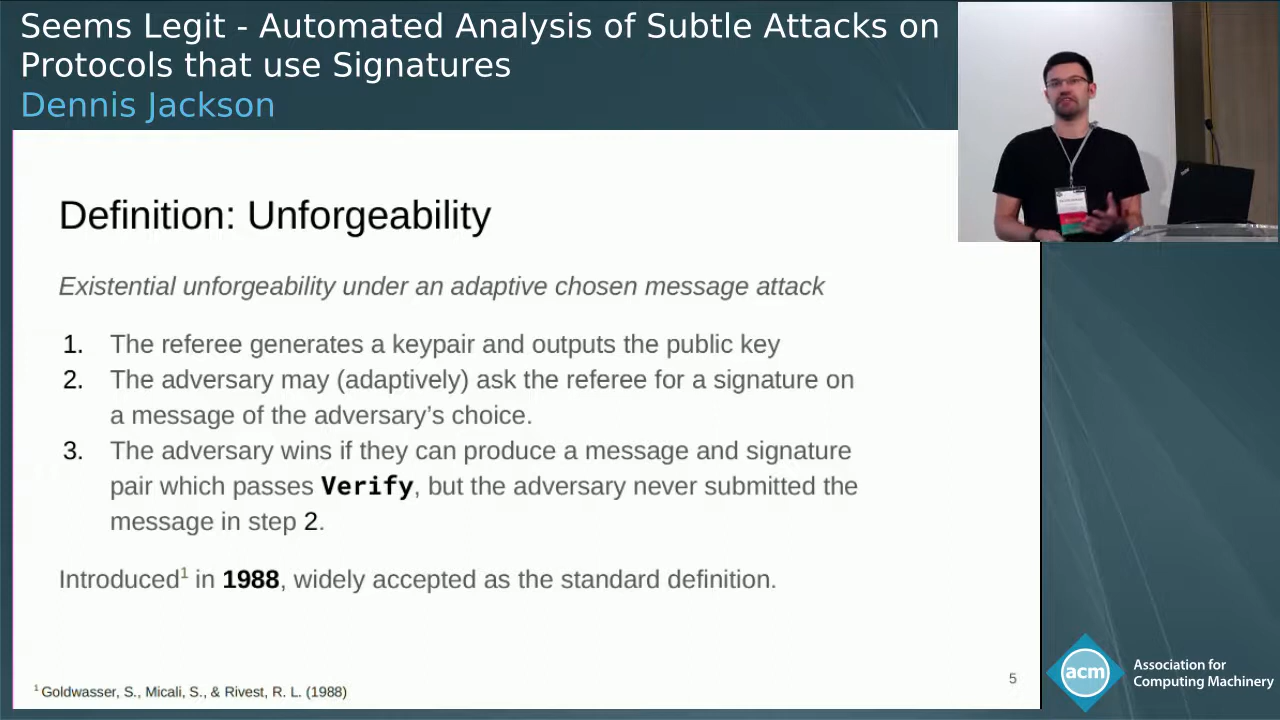 Seems Legit - Automated Analysis of Subtle Attacks on
Protocols that use Signatures
Dennis Jackson
Definition: Unforgeability
Existential unforgeability under an adaptive chosen message attack
1. The referee generates a keypair and outputs the public key
2. The adversary may (adaptively) ask the referee for a signature on
a message of the adversary’s choice.
3. The adversary wins if they can produce a message and signature
pair which passes Verify, but the adversary never submitted the
message in step 2.
Introduced¹ in 1988, widely accepted as the standard definition.
¹ Goldwasser, S., Micali, S., & Rivest, R. L. (1988)
5
acm
Association for
Computing Machinery